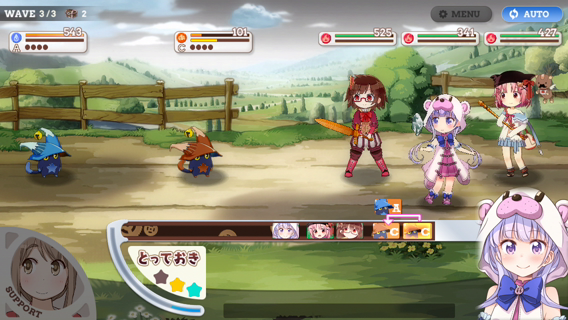 WAVE 3/3 2
MENU
AUTO
543
A
101
C
525
341
427
A
C
C
とっておき
SUPPORT